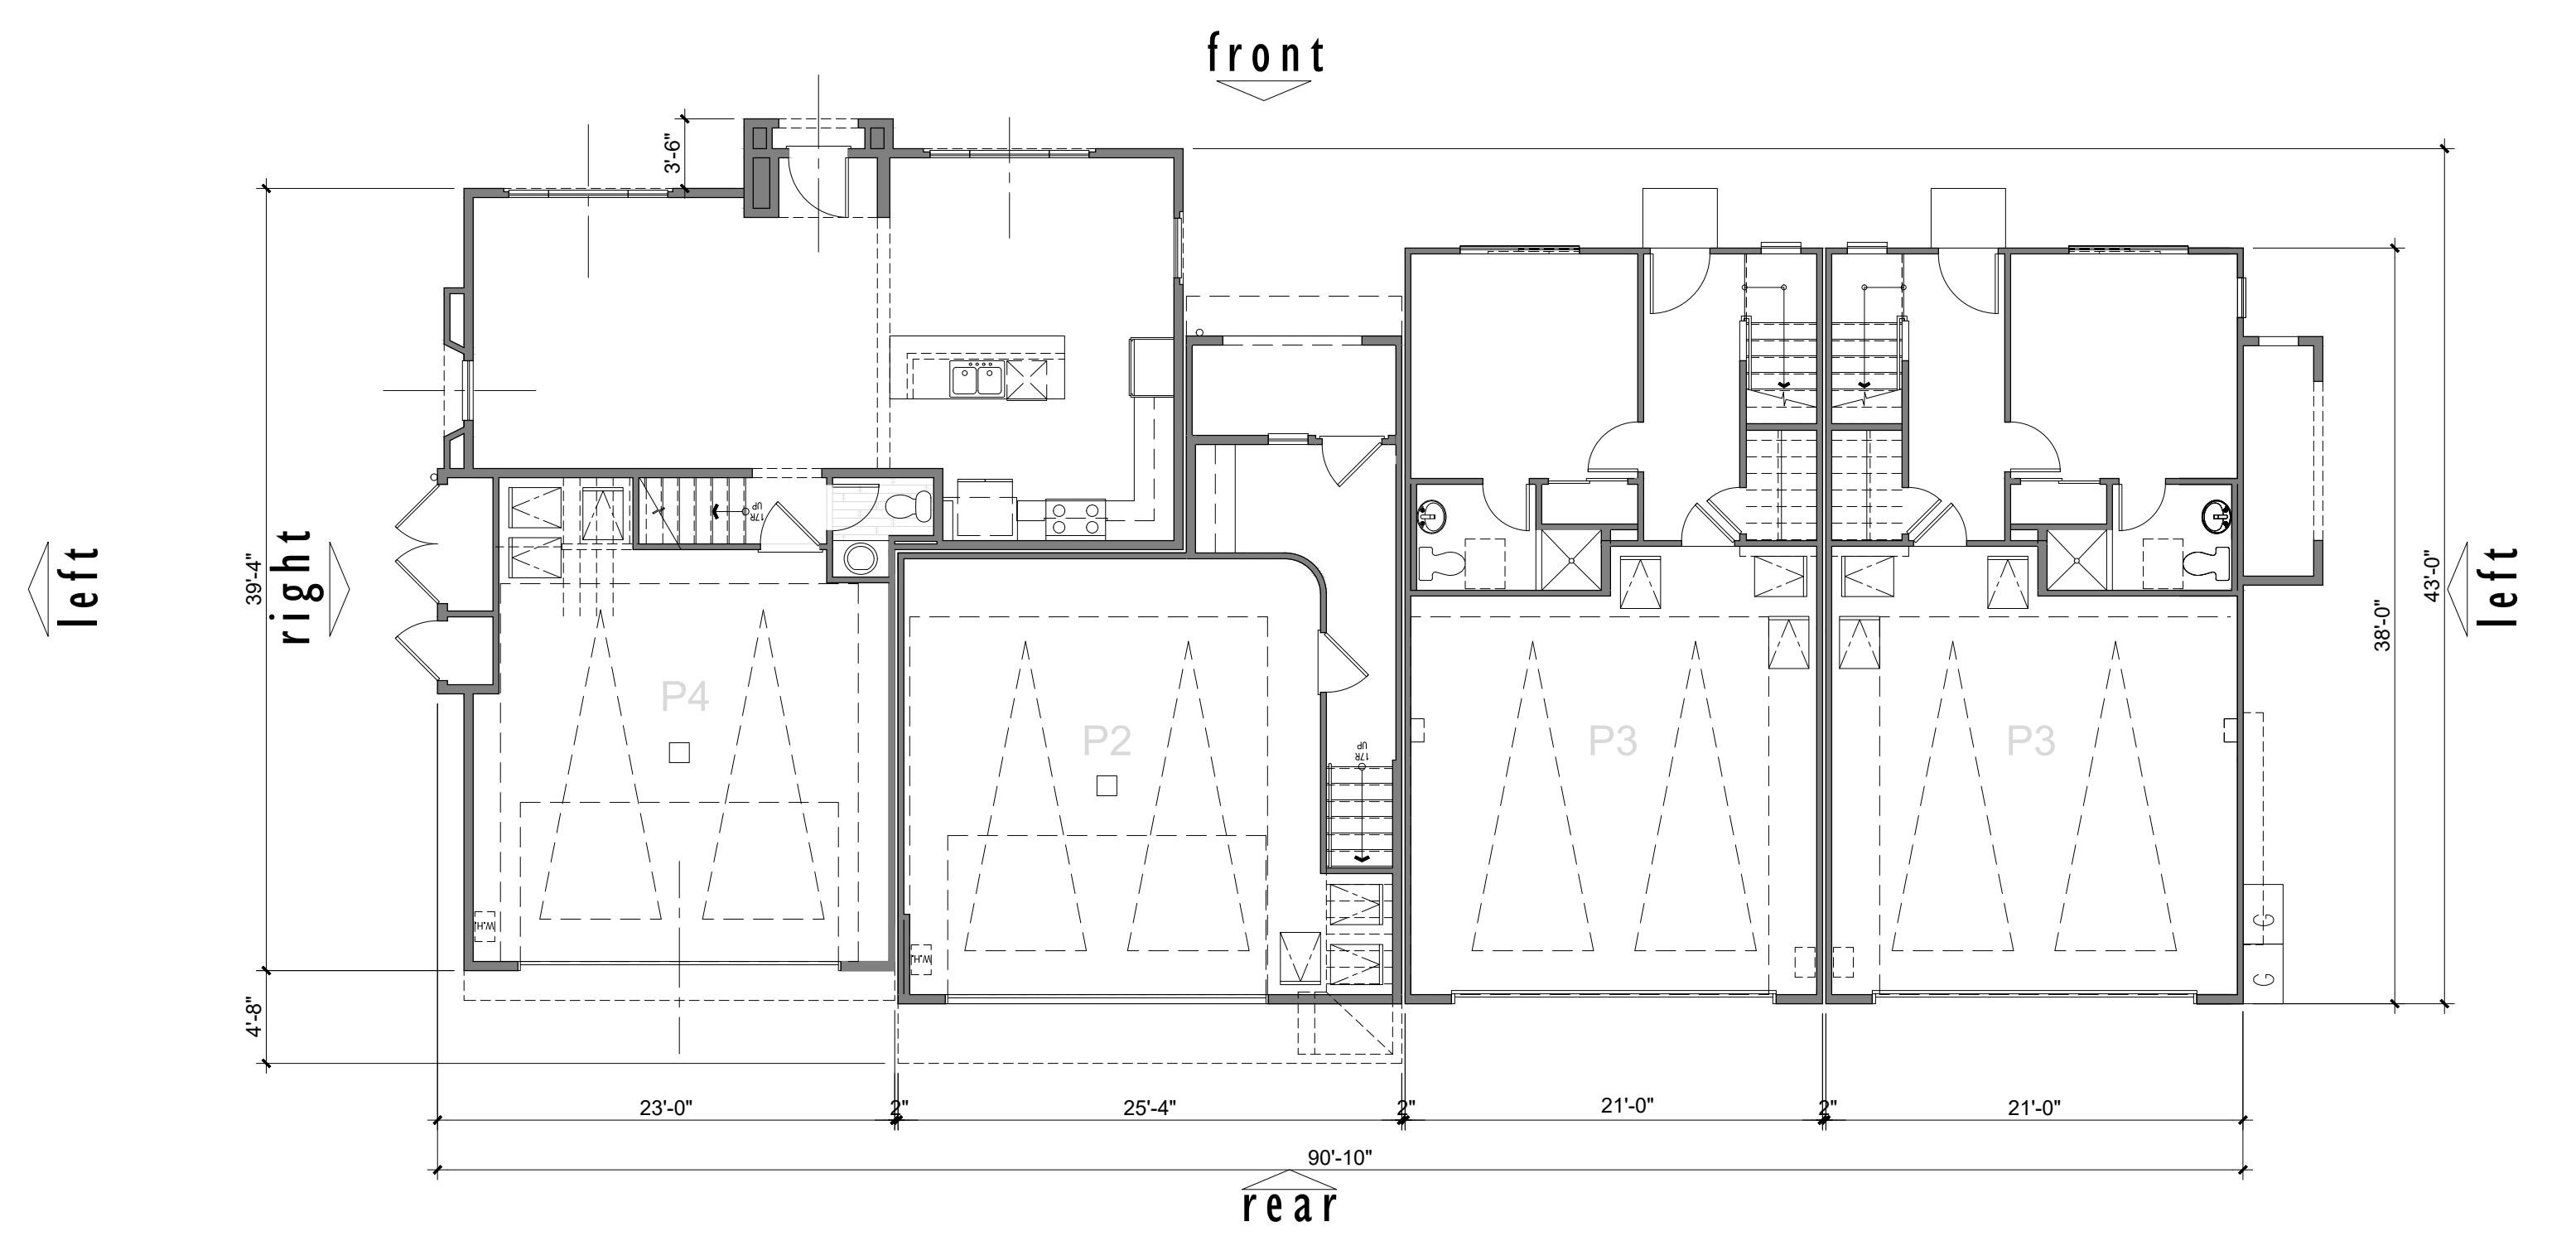 front
3'-6"
left
right
39'-4"
4'-8"
17R
UP
P4
W.H.
P2
17R
UP
W.H.
P3
P3
G
G
38'-0"
43'-0"
left
23'-0"
2"
25'-4"
2"
21'-0"
2"
21'-0"
90'-10"
rear